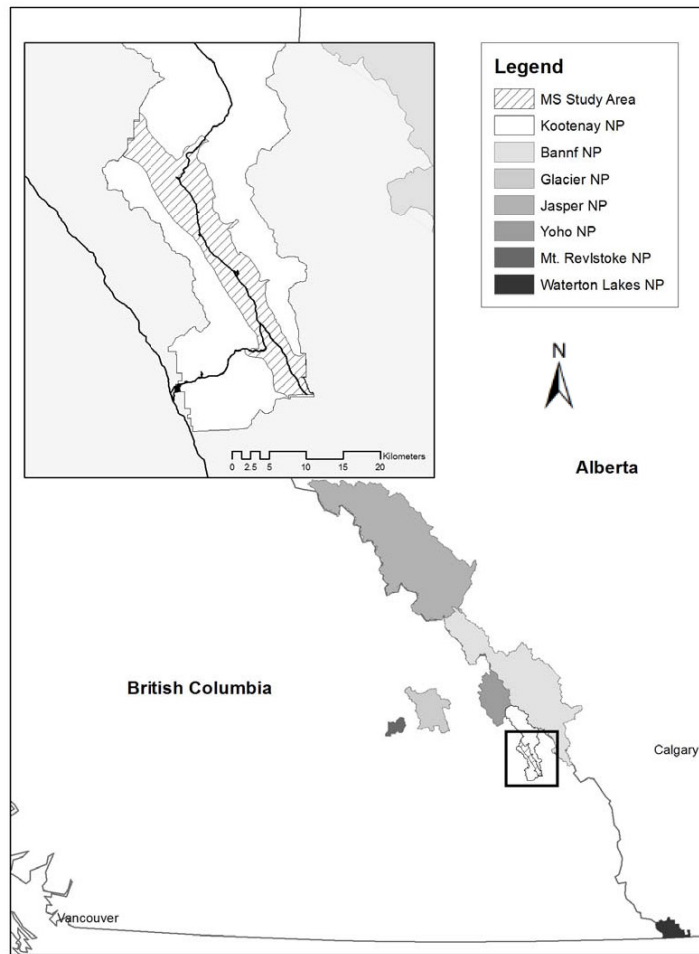 Legend
MS Study Area
Kootenay NP
Bannf NP
Glacier NP
Jasper NP
Yoho NP
Mt. Revlstoke NP
Waterton Lakes NP
Kilometers
0 2.5 5 10 15 20
N
Alberta
British Columbia
Calgary
Vancouver